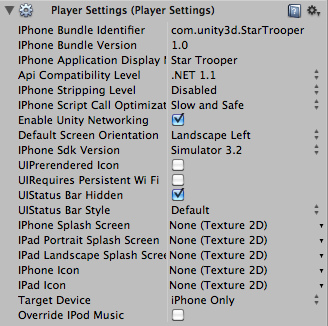 Player Settings (Player Settings)
IPhone Bundle Identifier com.unity3d.StarTrooper
IPhone Bundle Version 1.0
IPhone Application Display N Star Trooper
Api Compatibility Level .NET 1.1
IPhone Stripping Level Disabled
IPhone Script Call Optimizat Slow and Safe
Enable Unity Networking
Default Screen Orientation Landscape Left
IPhone Sdk Version Simulator 3.2
UIPrerendered Icon
UIRequires Persistent Wi Fi
UIStatus Bar Hidden
UIStatus Bar Style Default
IPhone Splash Screen None (Texture 2D)
IPad Portrait Splash Screen None (Texture 2D)
IPad Landscape Splash Scree None (Texture 2D)
IPhone Icon None (Texture 2D)
IPad Icon None (Texture 2D)
Target Device iPhone Only
Override IPod Music